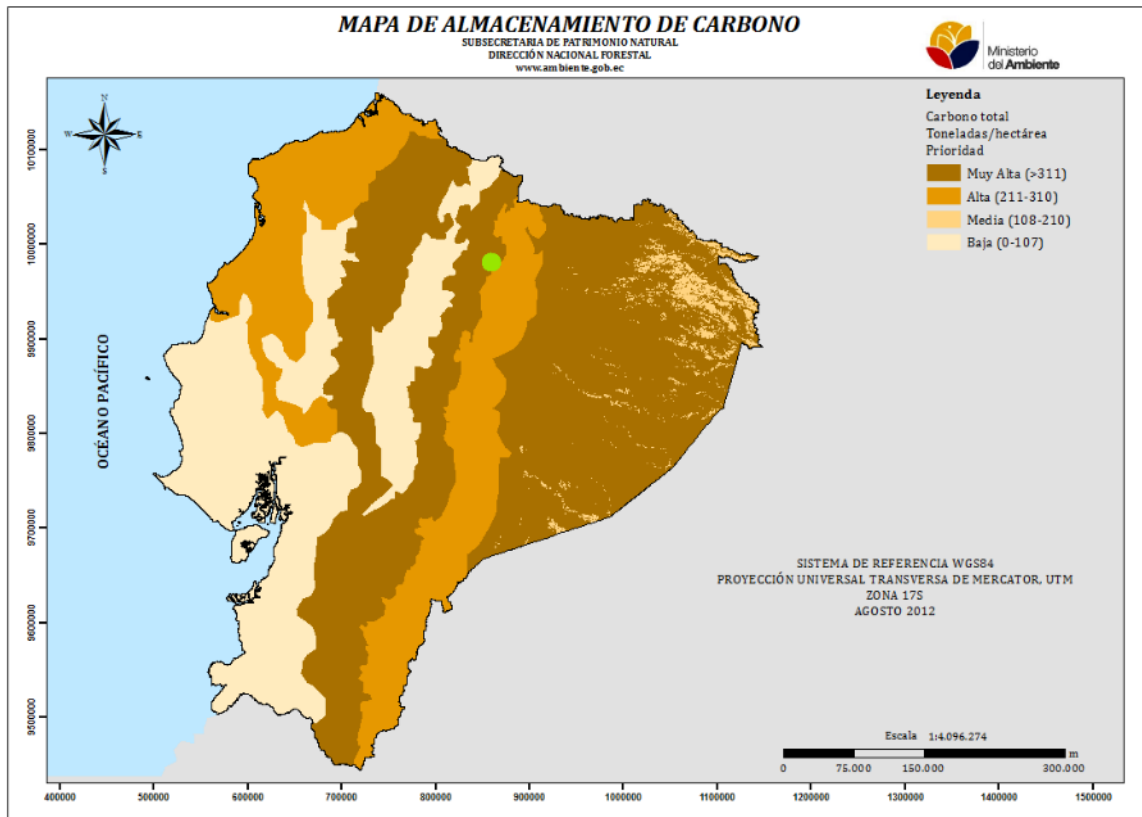 MAPA DE ALMACENAMIENTO DE CARBONO
SUBSECRETARIA DE PATRIMONIO NATURAL
DIRECCIÓN NACIONAL FORESTAL
www.ambiente.gob.ec
Ministerio
del Ambiente
Leyenda
Carbono total
Toneladas/hectárea
Prioridad
Muy Alta (>311)
Alta (211-310)
Media (108-210)
Baja (0-107)
N
W
E
S
OCÉANO PACÍFICO
10100000
10000000
9900000
9800000
9700000
9600000
9500000
SISTEMA DE REFERENCIA WGS84
PROYECCIÓN UNIVERSAL TRANSVERSA DE MERCATOR, UTM
ZONA 17S
AGOSTO 2012
Escala 1:4.096.274
m
0 75.000 150.000 300.000
400000 500000 600000 700000 800000 900000 1000000 1100000 1200000 1300000 1400000 1500000